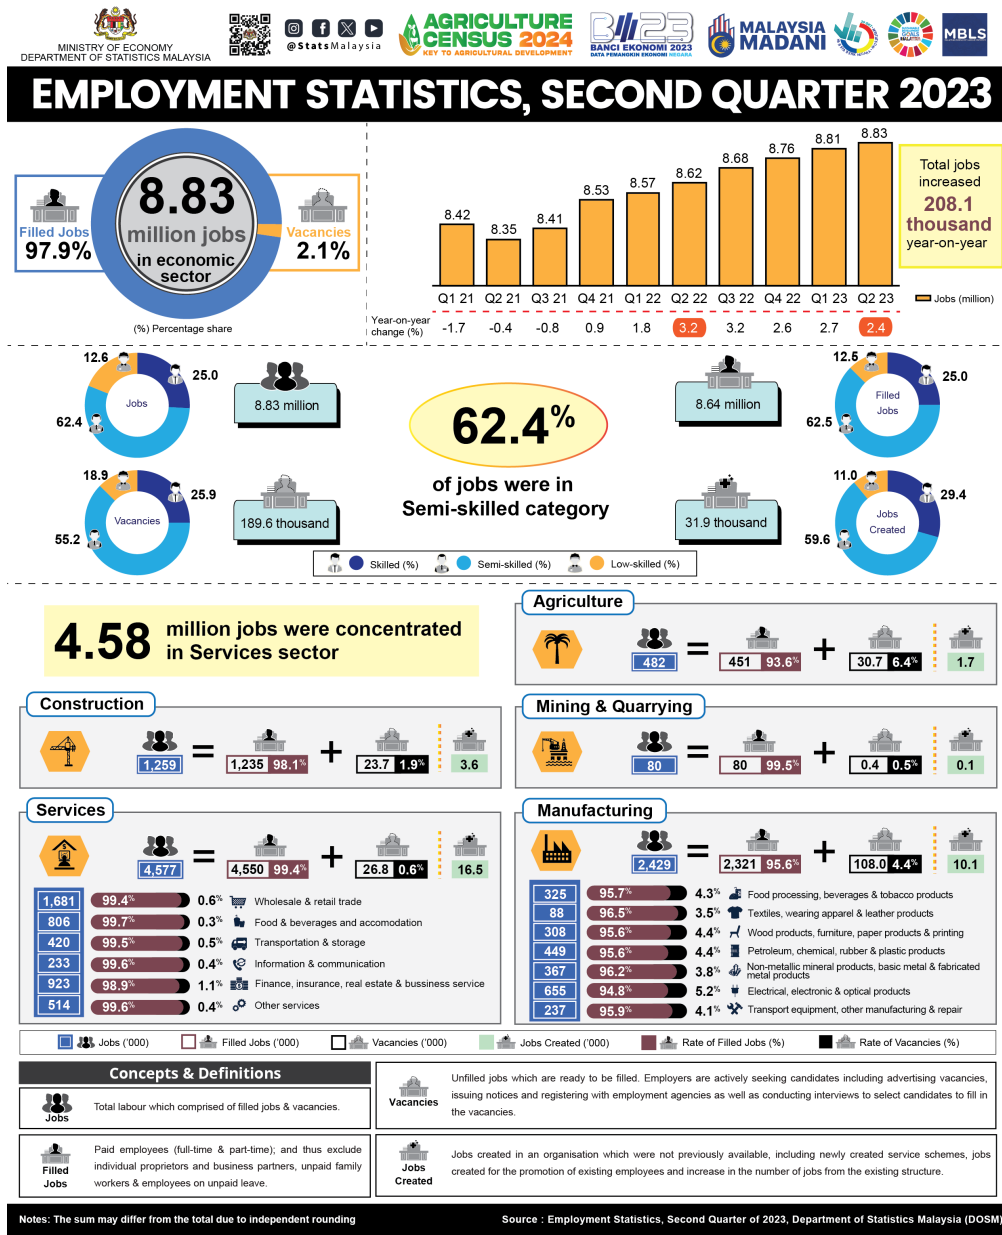 MINISTRY OF ECONOMY
DEPARTMENT OF STATISTICS MALAYSIA
@StatsMalaysia
AGRICULTURE
CENSUS 2024
KEY TO AGRICULTURAL DEVELOPMENT
BANCI EKONOMI 2023
DATA PEMANGKIN EKONOMI NEGARA
MALAYSIA
MADANI
MBLS
EMPLOYMENT STATISTICS, SECOND QUARTER 2023
8.83
million jobs
in economic
sector
Filled Jobs
97.9%
Vacancies
2.1%
(%) Percentage share
8.42
8.35
8.41
8.53
8.57
8.62
8.68
8.76
8.81
8.83
Q1 21
Q2 21
Q3 21
Q4 21
Q1 22
Q2 22
Q3 22
Q4 22
Q1 23
Q2 23
Jobs (million)
Year-on-year
change (%)
-1.7
-0.4
-0.8
0.9
1.8
3.2
3.2
2.6
2.7
2.4
Total jobs
increased
208.1
thousand
year-on-year
12.6
25.0
Jobs
62.4
8.83 million
18.9
25.9
Vacancies
55.2
189.6 thousand
62.4%
of jobs were in
Semi-skilled category
8.64 million
12.5
25.0
Filled
Jobs
62.5
31.9 thousand
11.0
29.4
Jobs
Created
59.6
Skilled (%)
Semi-skilled (%)
Low-skilled (%)
4.58 million jobs were concentrated
in Services sector
Agriculture
482 = 451 93.6% + 30.7 6.4% 1.7
Construction
1,259 = 1,235 98.1% + 23.7 1.9% 3.6
Mining & Quarrying
80 = 80 99.5% + 0.4 0.5% 0.1
Services
4,577 = 4,550 99.4% + 26.8 0.6% 16.5
1,681 99.4% 0.6% Wholesale & retail trade
806 99.7% 0.3% Food & beverages and accomodation
420 99.5% 0.5% Transportation & storage
233 99.6% 0.4% Information & communication
923 98.9% 1.1% Finance, insurance, real estate & bussiness service
514 99.6% 0.4% Other services
Manufacturing
2,429 = 2,321 95.6% + 108.0 4.4% 10.1
325 95.7% 4.3% Food processing, beverages & tobacco products
88 96.5% 3.5% Textiles, wearing apparel & leather products
308 95.6% 4.4% Wood products, furniture, paper products & printing
449 95.6% 4.4% Petroleum, chemical, rubber & plastic products
367 96.2% 3.8% Non-metallic mineral products, basic metal & fabricated
metal products
655 94.8% 5.2% Electrical, electronic & optical products
237 95.9% 4.1% Transport equipment, other manufacturing & repair
Jobs ('000)
Filled Jobs ('000)
Vacancies ('000)
Jobs Created ('000)
Rate of Filled Jobs (%)
Rate of Vacancies (%)
Concepts & Definitions
Jobs
Total labour which comprised of filled jobs & vacancies.
Filled
Jobs
Paid employees (full-time & part-time); and thus exclude
individual proprietors and business partners, unpaid family
workers & employees on unpaid leave.
Vacancies
Unfilled jobs which are ready to be filled. Employers are actively seeking candidates including advertising vacancies,
issuing notices and registering with employment agencies as well as conducting interviews to select candidates to fill in
the vacancies.
Jobs
Created
Jobs created in an organisation which were not previously available, including newly created service schemes, jobs
created for the promotion of existing employees and increase in the number of jobs from the existing structure.
Notes: The sum may differ from the total due to independent rounding
Source : Employment Statistics, Second Quarter of 2023, Department of Statistics Malaysia (DOSM)